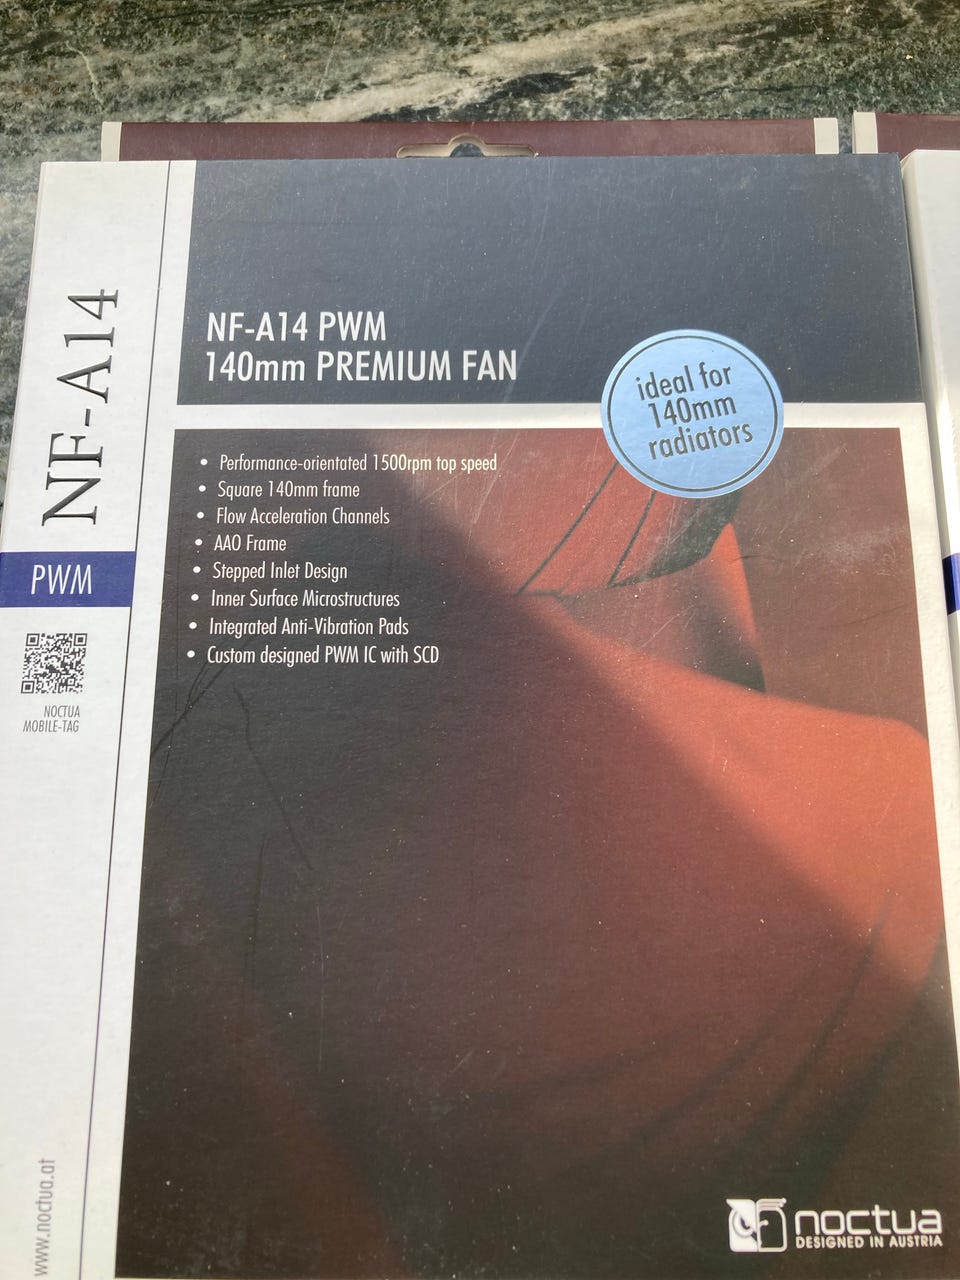 NF-A14
PWM
NOCTUA
MOBILE-TAG
www.noctua.at
NF-A14 PWM
140mm PREMIUM FAN
ideal for
140mm
radiators
• Performance-orientated 1500rpm top speed
• Square 140mm frame
• Flow Acceleration Channels
• AAO Frame
• Stepped Inlet Design
• Inner Surface Microstructures
• Integrated Anti-Vibration Pads
• Custom designed PWM IC with SCD
noctua
DESIGNED IN AUSTRIA